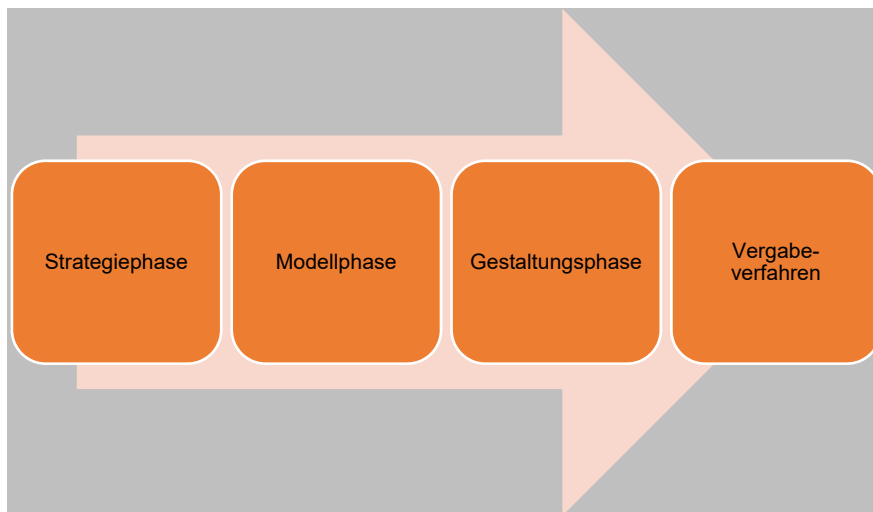 Strategiephase
Modellphase
Gestaltungsphase
Vergabe-
verfahren